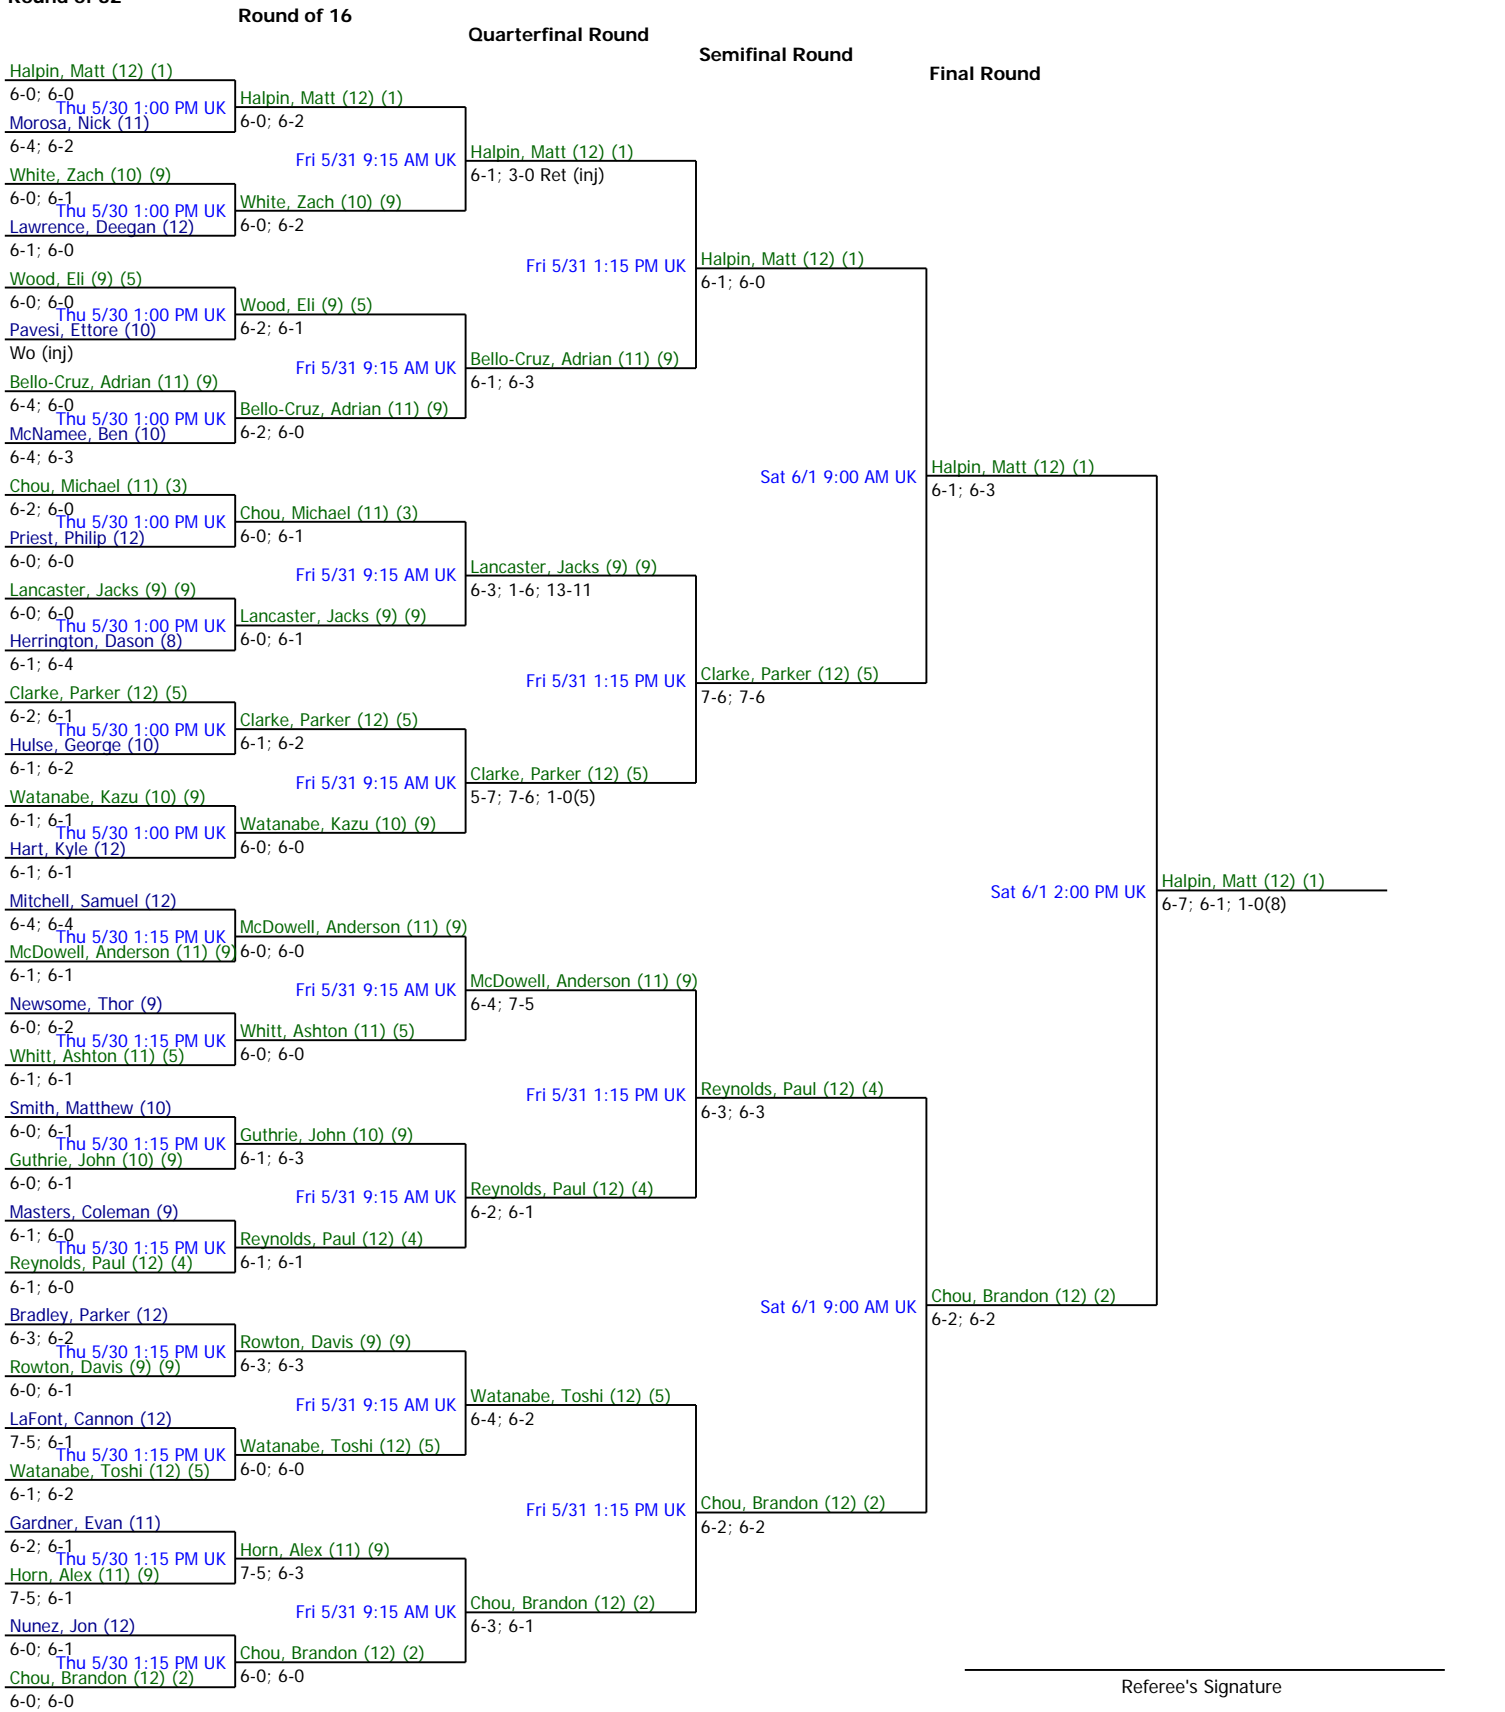 Round of 16
Quarterfinal Round
Semifinal Round
Final Round
Halpin, Matt (12) (1)
6-0; 6-0
Thu 5/30 1:00 PM UK
Morosa, Nick (11)
6-4; 6-2
White, Zach (10) (9)
6-0; 6-1
Thu 5/30 1:00 PM UK
Lawrence, Deegan (12)
6-1; 6-0
Wood, Eli (9) (5)
6-0; 6-0
Thu 5/30 1:00 PM UK
Pavesi, Ettore (10)
Wo (inj)
Bello-Cruz, Adrian (11) (9)
6-4; 6-0
Thu 5/30 1:00 PM UK
McNamee, Ben (10)
6-4; 6-3
Chou, Michael (11) (3)
6-2; 6-0
Thu 5/30 1:00 PM UK
Priest, Philip (12)
6-0; 6-0
Lancaster, Jacks (9) (9)
6-0; 6-0
Thu 5/30 1:00 PM UK
Herrington, Dason (8)
6-1; 6-4
Clarke, Parker (12) (5)
6-2; 6-1
Thu 5/30 1:00 PM UK
Hulse, George (10)
6-1; 6-2
Watanabe, Kazu (10) (9)
6-1; 6-1
Thu 5/30 1:00 PM UK
Hart, Kyle (12)
6-1; 6-1
Mitchell, Samuel (12)
6-4; 6-4
Thu 5/30 1:15 PM UK
McDowell, Anderson (11) (9)
6-1; 6-1
Newsome, Thor (9)
6-0; 6-2
Thu 5/30 1:15 PM UK
Whitt, Ashton (11) (5)
6-1; 6-1
Smith, Matthew (10)
6-0; 6-1
Thu 5/30 1:15 PM UK
Guthrie, John (10) (9)
6-0; 6-1
Masters, Coleman (9)
6-1; 6-0
Thu 5/30 1:15 PM UK
Reynolds, Paul (12) (4)
6-1; 6-0
Bradley, Parker (12)
6-3; 6-2
Thu 5/30 1:15 PM UK
Rowton, Davis (9) (9)
6-0; 6-1
LaFont, Cannon (12)
7-5; 6-1
Thu 5/30 1:15 PM UK
Watanabe, Toshi (12) (5)
6-1; 6-2
Gardner, Evan (11)
6-2; 6-1
Thu 5/30 1:15 PM UK
Horn, Alex (11) (9)
7-5; 6-1
Nunez, Jon (12)
6-0; 6-1
Thu 5/30 1:15 PM UK
Chou, Brandon (12) (2)
6-0; 6-0
Halpin, Matt (12) (1)
6-0; 6-2
Fri 5/31 9:15 AM UK
White, Zach (10) (9)
6-0; 6-2
Wood, Eli (9) (5)
6-2; 6-1
Fri 5/31 9:15 AM UK
Bello-Cruz, Adrian (11) (9)
6-2; 6-0
Chou, Michael (11) (3)
6-0; 6-1
Fri 5/31 9:15 AM UK
Lancaster, Jacks (9) (9)
6-0; 6-1
Clarke, Parker (12) (5)
6-1; 6-2
Fri 5/31 9:15 AM UK
Watanabe, Kazu (10) (9)
6-0; 6-0
McDowell, Anderson (11) (9)
6-0; 6-0
Fri 5/31 9:15 AM UK
Whitt, Ashton (11) (5)
6-0; 6-0
Guthrie, John (10) (9)
6-1; 6-3
Fri 5/31 9:15 AM UK
Reynolds, Paul (12) (4)
6-1; 6-1
Rowton, Davis (9) (9)
6-3; 6-3
Fri 5/31 9:15 AM UK
Watanabe, Toshi (12) (5)
6-0; 6-0
Horn, Alex (11) (9)
7-5; 6-3
Fri 5/31 9:15 AM UK
Chou, Brandon (12) (2)
6-0; 6-0
Halpin, Matt (12) (1)
6-1; 3-0 Ret (inj)
Fri 5/31 1:15 PM UK
Bello-Cruz, Adrian (11) (9)
6-1; 6-3
Lancaster, Jacks (9) (9)
6-3; 1-6; 13-11
Fri 5/31 1:15 PM UK
Clarke, Parker (12) (5)
5-7; 7-6; 1-0(5)
McDowell, Anderson (11) (9)
6-4; 7-5
Fri 5/31 1:15 PM UK
Reynolds, Paul (12) (4)
6-2; 6-1
Watanabe, Toshi (12) (5)
6-4; 6-2
Fri 5/31 1:15 PM UK
Chou, Brandon (12) (2)
6-3; 6-1
Halpin, Matt (12) (1)
6-1; 6-0
Sat 6/1 9:00 AM UK
Clarke, Parker (12) (5)
7-6; 7-6
Reynolds, Paul (12) (4)
6-3; 6-3
Sat 6/1 9:00 AM UK
Chou, Brandon (12) (2)
6-2; 6-2
Halpin, Matt (12) (1)
6-1; 6-3
Sat 6/1 2:00 PM UK
Chou, Brandon (12) (2)
6-2; 6-2
Halpin, Matt (12) (1)
6-7; 6-1; 1-0(8)
Referee's Signature